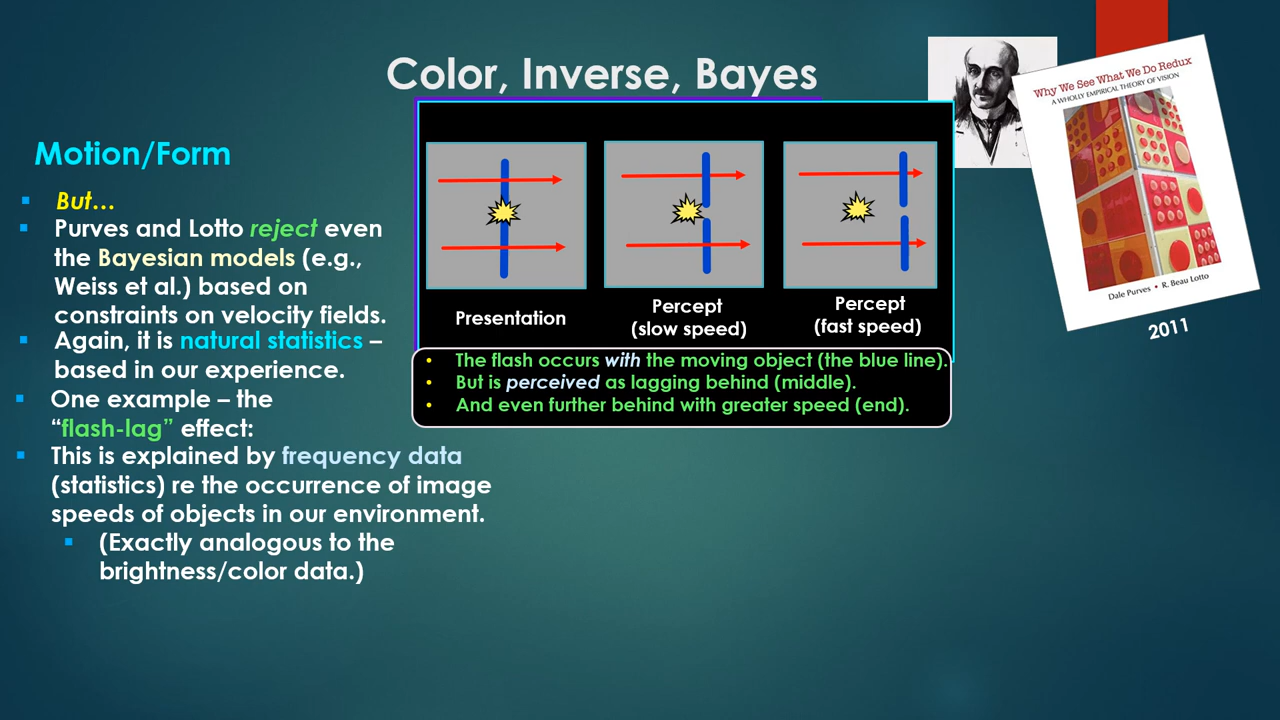 Color, Inverse, Bayes
Motion/Form
But...
Purves and Lotto reject even
the Bayesian models (e.g.,
Weiss et al.) based on
constraints on velocity fields.
Again, it is natural statistics –
based in our experience.
One example – the
“flash-lag” effect:
This is explained by frequency data
(statistics) re the occurrence of image
speeds of objects in our environment.
(Exactly analogous to the
brightness/color data.)
Presentation
Percept
(slow speed)
Percept
(fast speed)
The flash occurs with the moving object (the blue line).
But is perceived as lagging behind (middle).
And even further behind with greater speed (end).
Why We See What We Do Redux
A WHOLLY EMPIRICAL THEORY OF VISION
Dale Purves • R. Beau Lotto
2011